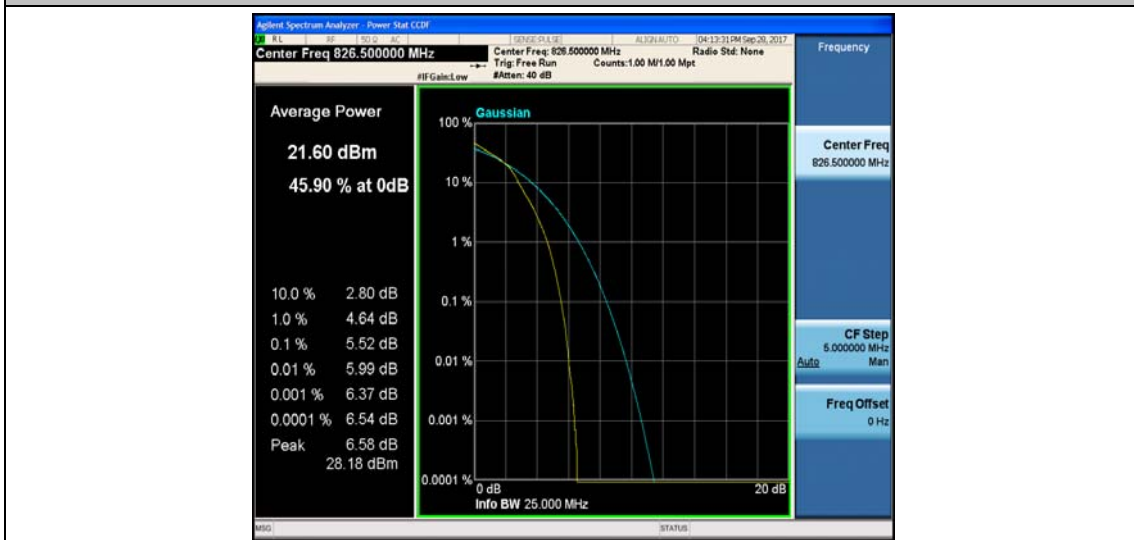 Agilent Spectrum Analyzer - Power Stat CCDF
RL RF 50 Ω AC SENSE:PULSE ALIGN AUTO 04:13:31 PM Sep 20, 2017
Center Freq 826.500000 MHz
Center Freq: 826.500000 MHz Radio Std: None
Trig: Free Run Counts:1.00 M/1.00 Mpt
#IFGain:Low #Atten: 40 dB
Frequency
Average Power
21.60 dBm
45.90 % at 0dB
10.0 % 2.80 dB
1.0 % 4.64 dB
0.1 % 5.52 dB
0.01 % 5.99 dB
0.001 % 6.37 dB
0.0001 % 6.54 dB
Peak 6.58 dB
28.18 dBm
Gaussian
100 %
10 %
1 %
0.1 %
0.01 %
0.001 %
0.0001 %
0 dB 20 dB
Info BW 25.000 MHz
Center Freq
826.500000 MHz
CF Step
5.000000 MHz
Auto Man
Freq Offset
0 Hz
MSG STATUS